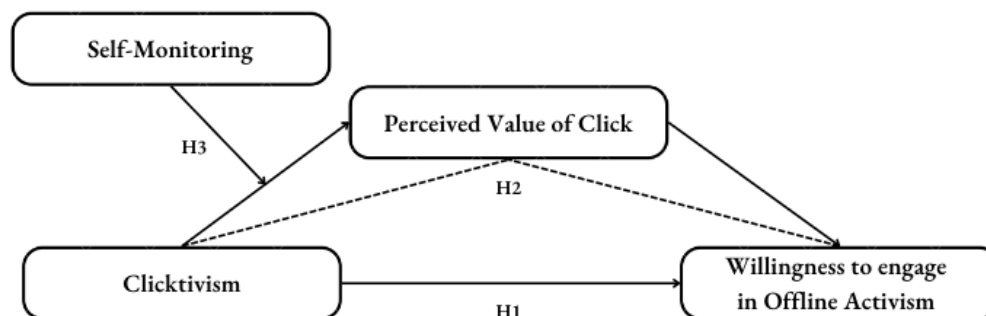 Self-Monitoring
Perceived Value of Click
H3
H2
Clicktivism
Willingness to engage
in Offline Activism
H1